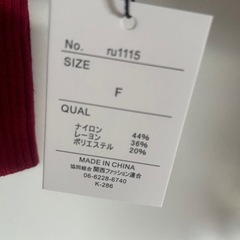 No. ru1115
SIZE
F
QUAL
ナイロン 44%
レーヨン 36%
ポリエステル 20%
MADE IN CHINA
協同組合 関西ファッション連合
06-6228-6740
K-286